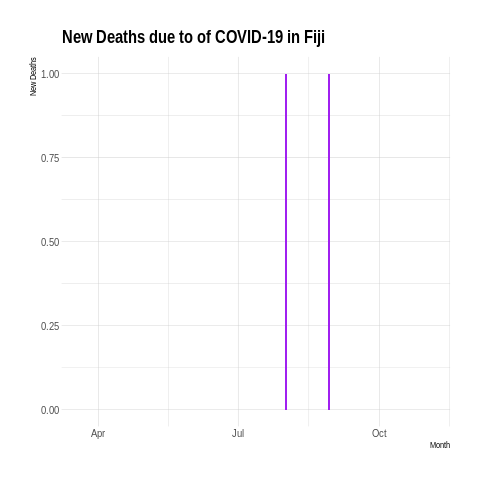 New Deaths due to of COVID-19 in Fiji
New Deaths
1.00
0.75
0.50
0.25
0.00
Apr
Jul
Oct
Month